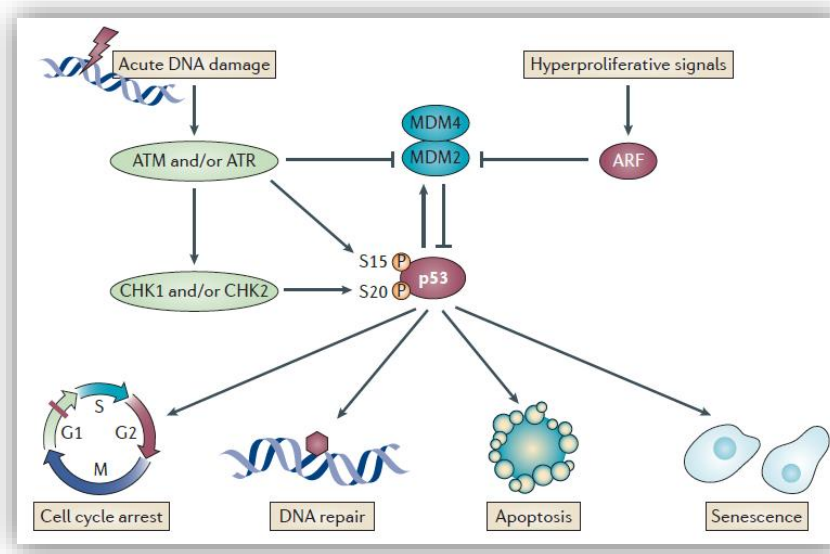 Acute DNA damage
Hyperproliferative signals
MDM4
MDM2
ATM and/or ATR
ARF
S15 P
p53
S20 P
CHK1 and/or CHK2
S
G1
G2
M
Cell cycle arrest
DNA repair
Apoptosis
Senescence